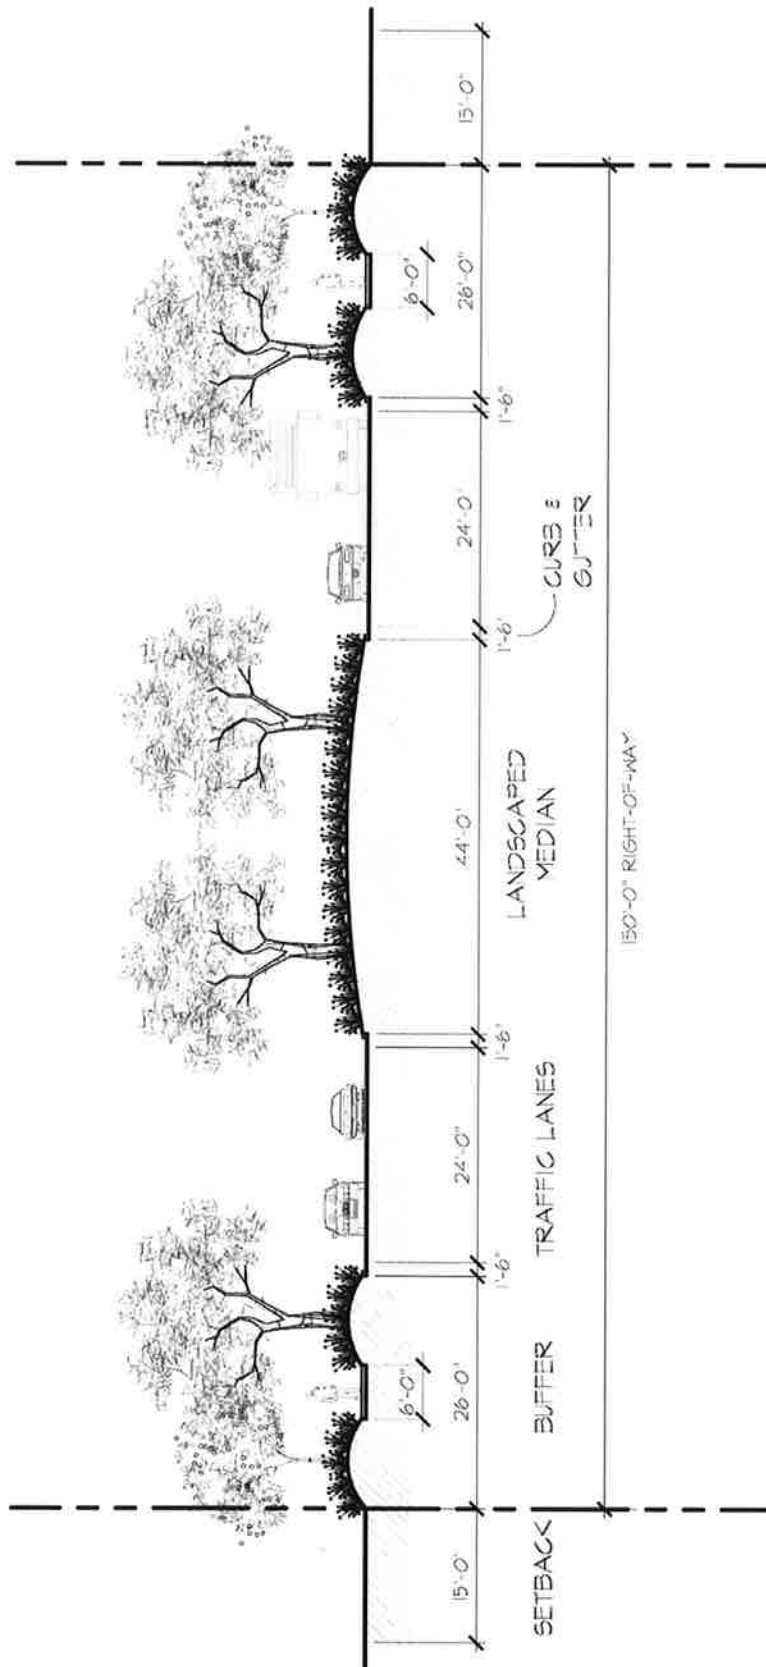 6'-0"
6'-0"
15'-0'
26'-0'
1'-6"
24'-0"
1'-6'
44'-0'
1'-6'
24'-0'
1'-6"
26'-0"
15'-0"
SETBACK
BUFFER
TRAFFIC LANES
LANDSCAPED
MEDIAN
CURB &
GUTTER
150'-0" RIGHT-OF-WAY